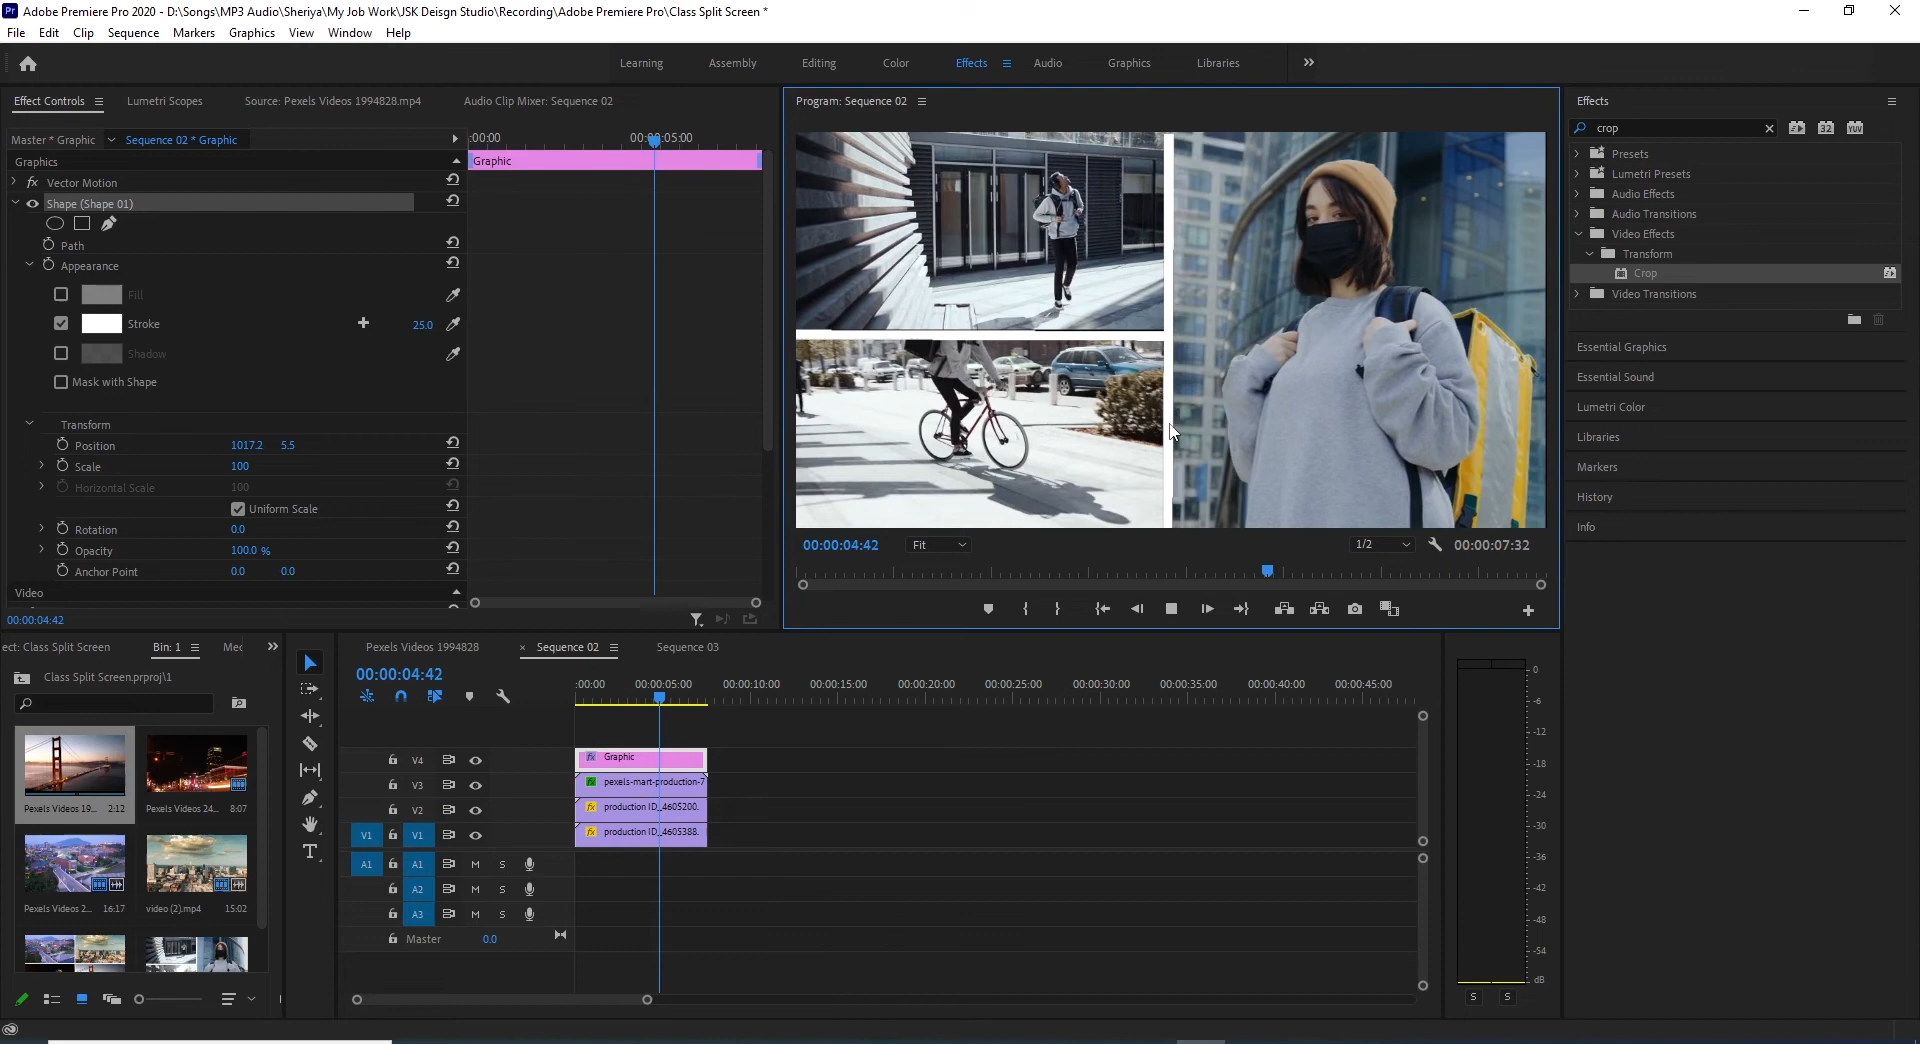 Adobe Premiere Pro 2020 - D:\Songs\MP3 Audio\Sheriya\My Job Work\JSK Deisgn Studio\Recording\Adobe Premiere Pro\Class Split Screen *
File Edit Clip Sequence Markers Graphics View Window Help
Learning Assembly Editing Color Effects Audio Graphics Libraries
Effect Controls Lumetri Scopes Source: Pexels Videos 1994828.mp4 Audio Clip Mixer: Sequence 02
Master * Graphic Sequence 02 * Graphic
:00:00 00:00:05:00
Graphics
Graphic
Vector Motion
Shape (Shape 01)
Path
Appearance
Fill
Stroke 25.0
Shadow
Mask with Shape
Transform
Position 1017.2 5.5
Scale 100
Horizontal Scale 100
Uniform Scale
Rotation 0.0
Opacity 100.0 %
Anchor Point 0.0 0.0
Video
00:00:04:42
Program: Sequence 02
00:00:04:42 Fit 1/2 00:00:07:32
Effects
crop
32 YUV
Presets
Lumetri Presets
Audio Effects
Audio Transitions
Video Effects
Transform
Crop
Video Transitions
Essential Graphics
Essential Sound
Lumetri Color
Libraries
Markers
History
Info
ect: Class Split Screen Bin: 1 Mec
Class Split Screen.prproj\1
Pexels Videos 19... 2:12
Pexels Videos 24... 8:07
Pexels Videos 2... 16:17
video (2).mp4 15:02
Pexels Videos 1994828 × Sequence 02 Sequence 03
00:00:04:42
:00:00 00:00:05:00 00:00:10:00 00:00:15:00 00:00:20:00 00:00:25:00 00:00:30:00 00:00:35:00 00:00:40:00 00:00:45:00
V4 fx Graphic
V3 fx pexels-mart-production-7
V2 fx production ID_4605200.
V1 V1 fx production ID_4605388.
A1 A1 M S
A2 M S
A3 M S
Master 0.0
0
-6
-12
-18
-24
-30
-36
-42
-48
-54
dB
S S